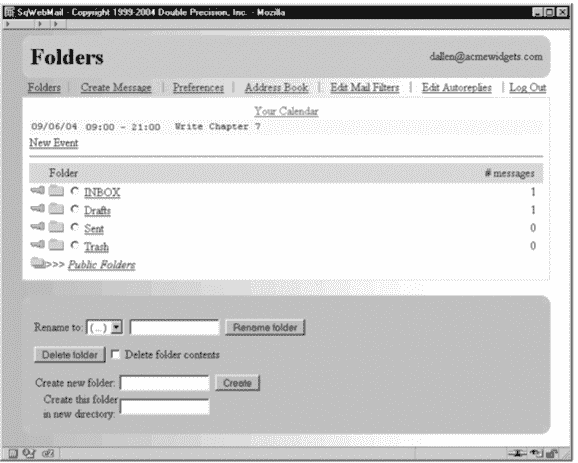 SqWebMail - Copyright 1999-2004 Double Precision, Inc. - Mozilla
Folders
dallen@acmewidgets.com
Folders | Create Message | Preferences | Address Book | Edit Mail Filters | Edit Autoreplies | Log Out
Your Calendar
09/06/04 09:00 - 21:00 Write Chapter 7
New Event
Folder # messages
INBOX 1
Drafts 1
Sent 0
Trash 0
>>> Public Folders
Rename to: (...) Rename folder
Delete folder Delete folder contents
Create new folder: Create
Create this folder
in new directory: